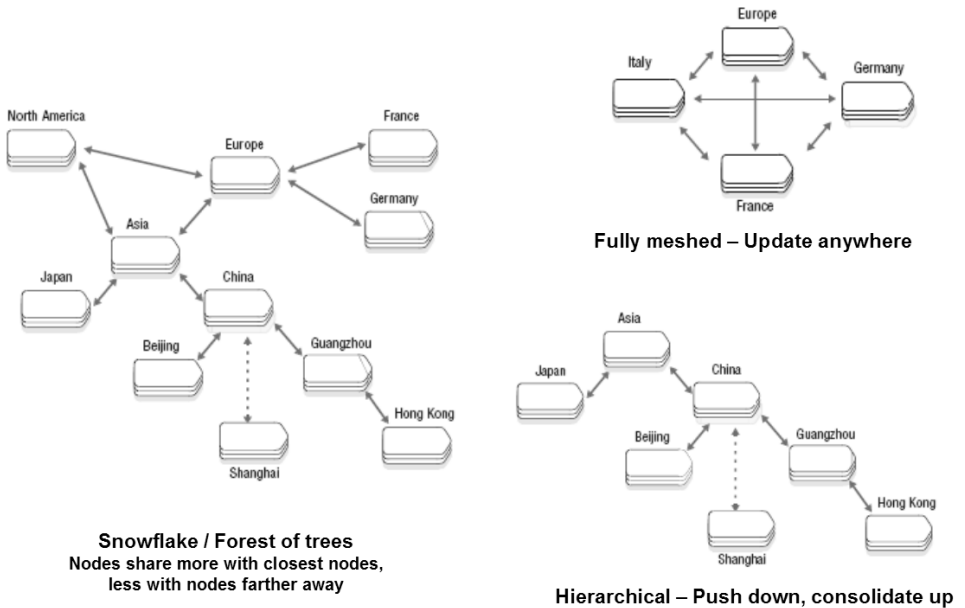 North America
Europe
France
Germany
Asia
Japan
China
Beijing
Guangzhou
Shanghai
Hong Kong
Snowflake / Forest of trees
Nodes share more with closest nodes,
less with nodes farther away
Europe
Italy
Germany
France
Fully meshed – Update anywhere
Asia
Japan
China
Beijing
Guangzhou
Shanghai
Hong Kong
Hierarchical – Push down, consolidate up